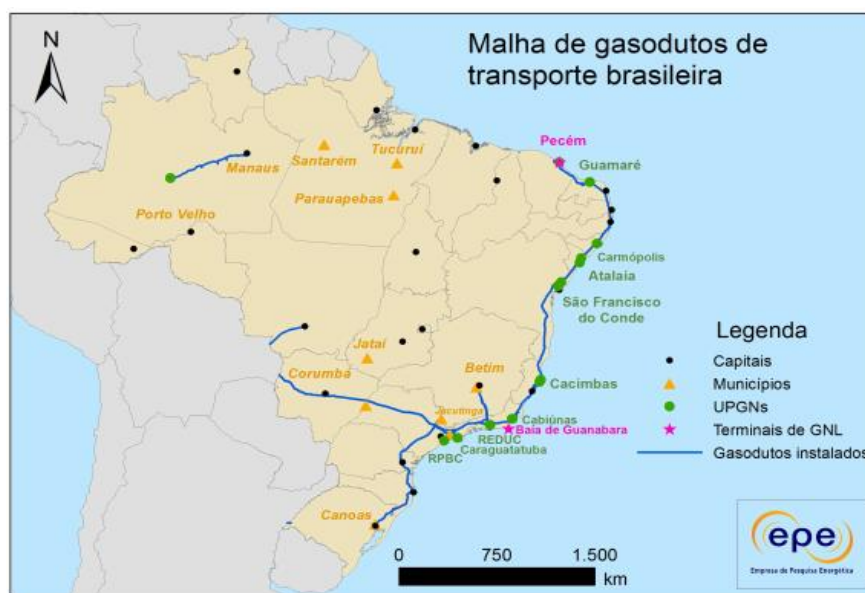 N
Malha de gasodutos de
transporte brasileira
Pecém
Guamaré
Manaus
Santarém
Tucuruí
Parauapebas
Porto Velho
Carmópolis
Atalaia
São Francisco
do Conde
Jataí
Corumbá
Betim
Cacimbas
Jacutinga
Cabiúnas
Baía de Guanabara
REDUC
Caraguatatuba
RPBC
Canoas
Legenda
Capitais
Municípios
UPGNs
Terminais de GNL
Gasodutos instalados
0 750 1.500
km
epe
Empresa de Pesquisa Energética